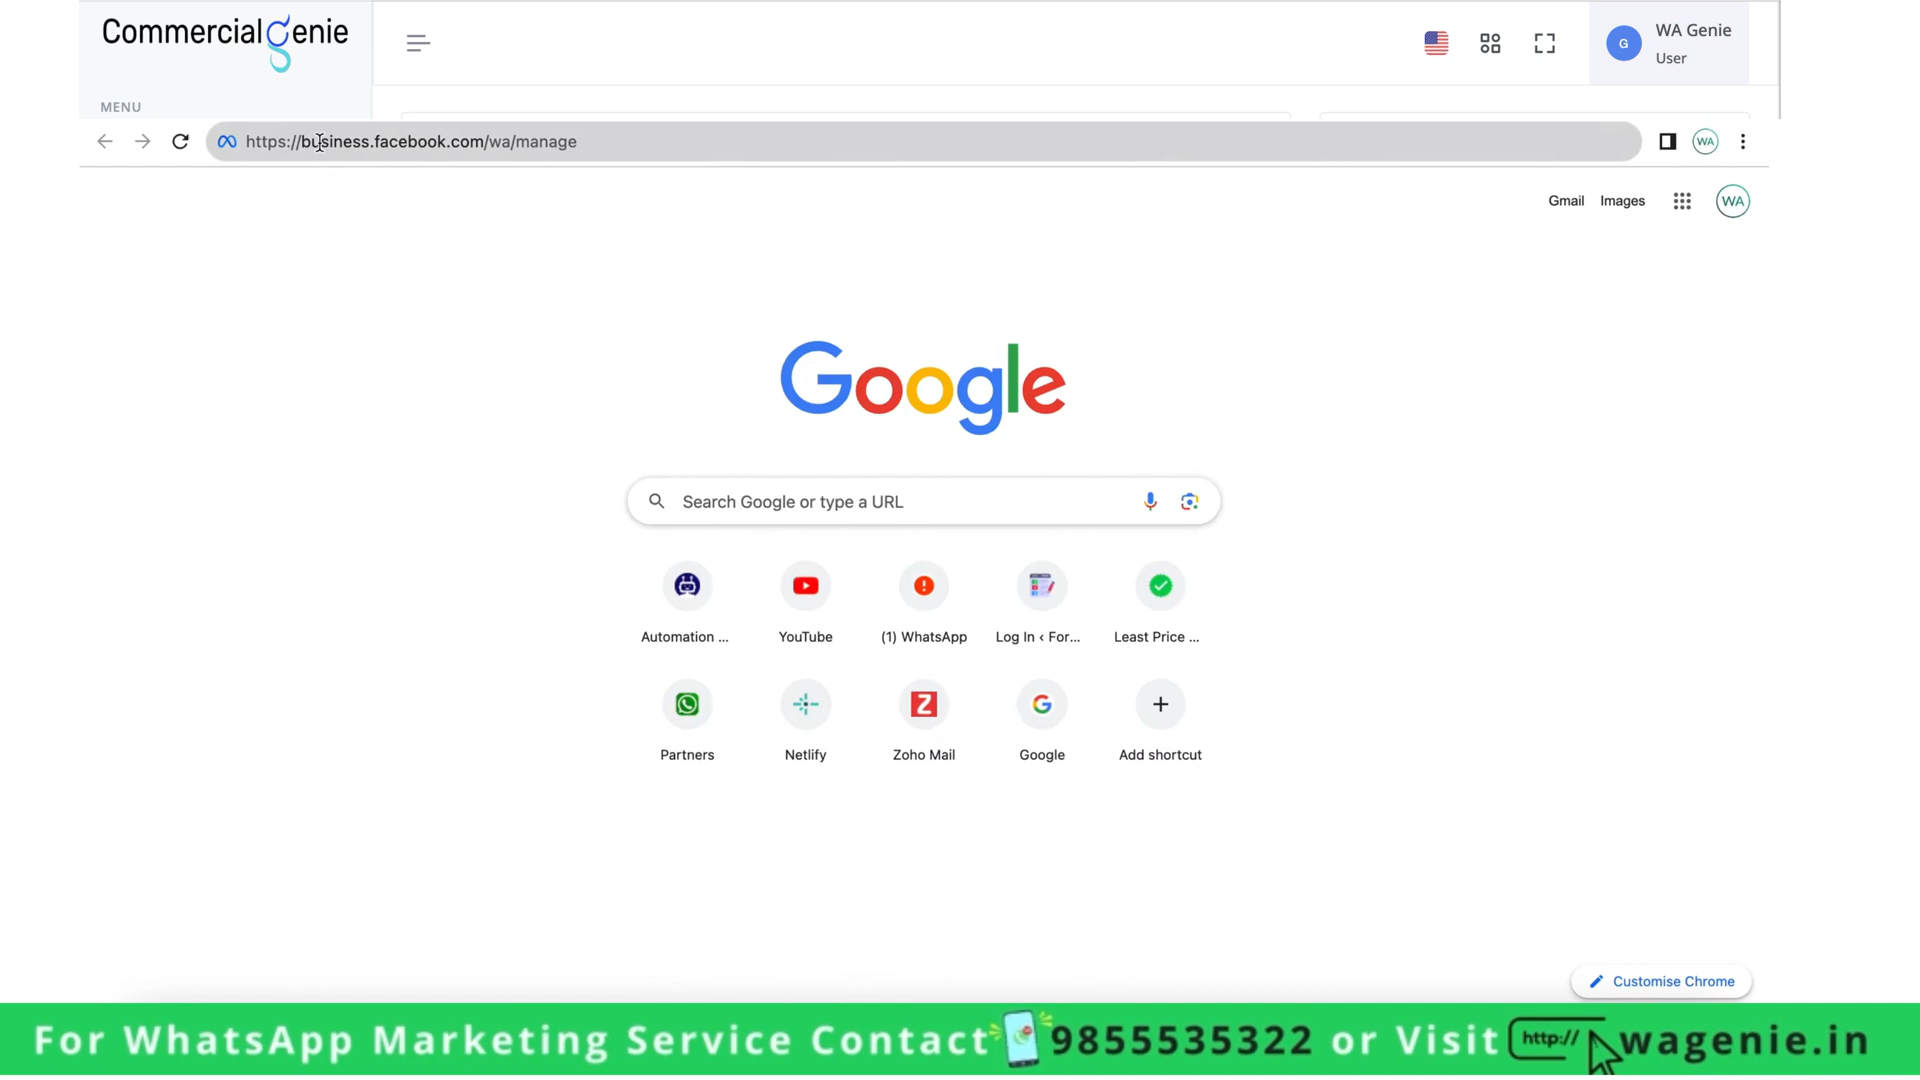 Commercialgenie
WA Genie
G
User
MENU
https://business.facebook.com/wa/manage
WA
Gmail Images
WA
Google
Search Google or type a URL
Automation ... YouTube (1) WhatsApp Log In ‹ For... Least Price ...
Partners Netlify Zoho Mail Google Add shortcut
Customise Chrome
For WhatsApp Marketing Service Contact 9855535322 or Visit http:// wagenie.in